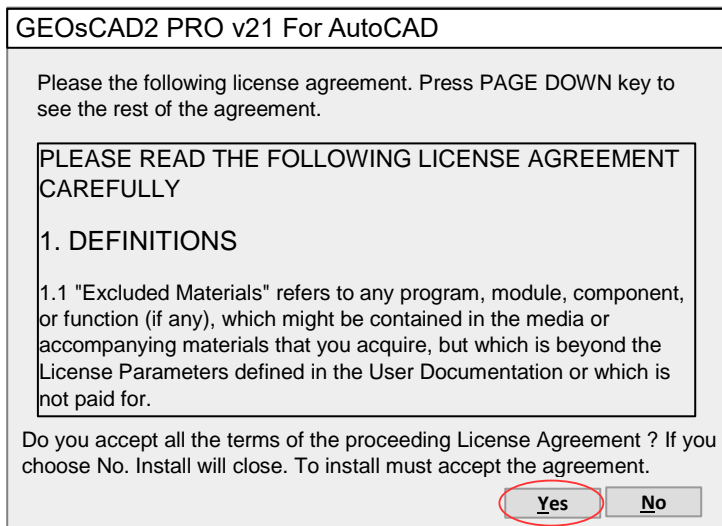 GEOsCAD2 PRO v21 For AutoCAD
Please the following license agreement. Press PAGE DOWN key to
see the rest of the agreement.
PLEASE READ THE FOLLOWING LICENSE AGREEMENT
CAREFULLY
1. DEFINITIONS
1.1 "Excluded Materials" refers to any program, module, component,
or function (if any), which might be contained in the media or
accompanying materials that you acquire, but which is beyond the
License Parameters defined in the User Documentation or which is
not paid for.
Do you accept all the terms of the proceeding License Agreement ? If you
choose No. Install will close. To install must accept the agreement.
Yes No